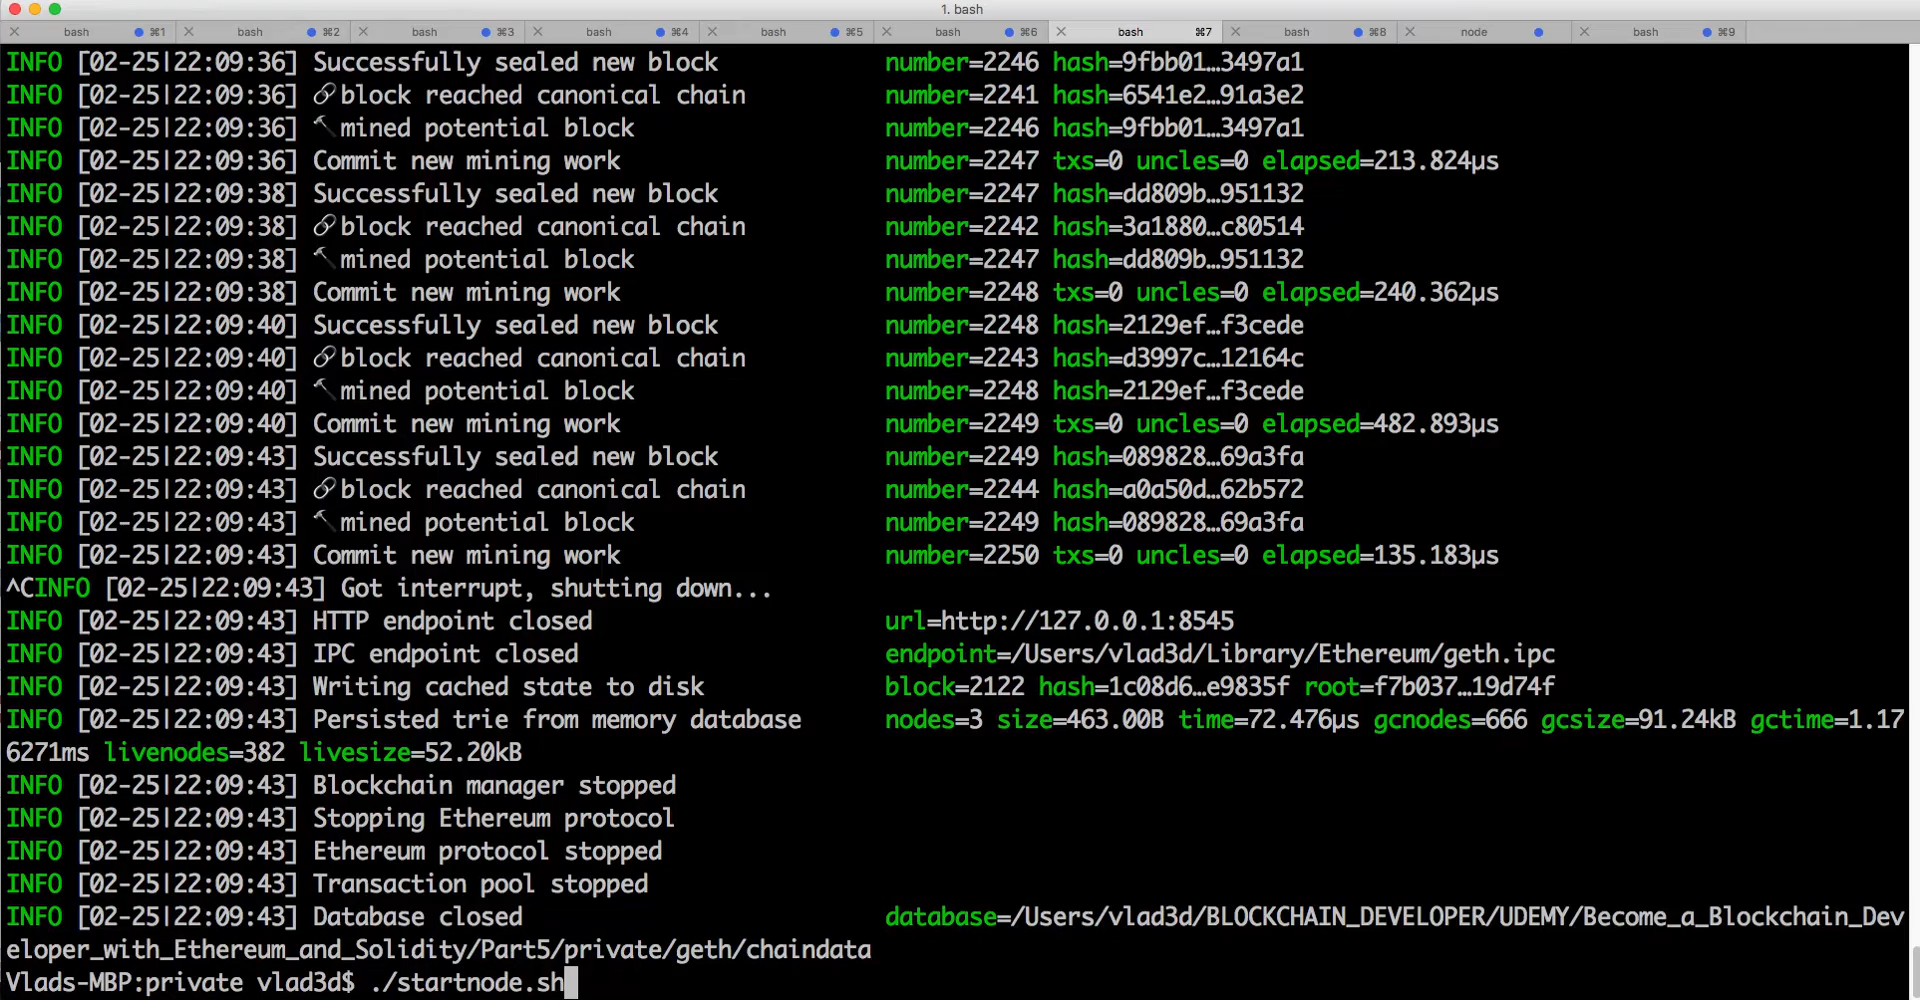 1. bash
bash ⌘1 bash ⌘2 bash ⌘3 bash ⌘4 bash ⌘5 bash ⌘6 bash ⌘7 bash ⌘8 node bash ⌘9
INFO [02-25|22:09:36] Successfully sealed new block number=2246 hash=9fbb01…3497a1
INFO [02-25|22:09:36] 🔗 block reached canonical chain number=2241 hash=6541e2…91a3e2
INFO [02-25|22:09:36] 🔨 mined potential block number=2246 hash=9fbb01…3497a1
INFO [02-25|22:09:36] Commit new mining work number=2247 txs=0 uncles=0 elapsed=213.824µs
INFO [02-25|22:09:38] Successfully sealed new block number=2247 hash=dd809b…951132
INFO [02-25|22:09:38] 🔗 block reached canonical chain number=2242 hash=3a1880…c80514
INFO [02-25|22:09:38] 🔨 mined potential block number=2247 hash=dd809b…951132
INFO [02-25|22:09:38] Commit new mining work number=2248 txs=0 uncles=0 elapsed=240.362µs
INFO [02-25|22:09:40] Successfully sealed new block number=2248 hash=2129ef…f3cede
INFO [02-25|22:09:40] 🔗 block reached canonical chain number=2243 hash=d3997c…12164c
INFO [02-25|22:09:40] 🔨 mined potential block number=2248 hash=2129ef…f3cede
INFO [02-25|22:09:40] Commit new mining work number=2249 txs=0 uncles=0 elapsed=482.893µs
INFO [02-25|22:09:43] Successfully sealed new block number=2249 hash=089828…69a3fa
INFO [02-25|22:09:43] 🔗 block reached canonical chain number=2244 hash=a0a50d…62b572
INFO [02-25|22:09:43] 🔨 mined potential block number=2249 hash=089828…69a3fa
INFO [02-25|22:09:43] Commit new mining work number=2250 txs=0 uncles=0 elapsed=135.183µs
^CINFO [02-25|22:09:43] Got interrupt, shutting down...
INFO [02-25|22:09:43] HTTP endpoint closed url=http://127.0.0.1:8545
INFO [02-25|22:09:43] IPC endpoint closed endpoint=/Users/vlad3d/Library/Ethereum/geth.ipc
INFO [02-25|22:09:43] Writing cached state to disk block=2122 hash=1c08d6…e9835f root=f7b037…19d74f
INFO [02-25|22:09:43] Persisted trie from memory database nodes=3 size=463.00B time=72.476µs gcnodes=666 gcsize=91.24kB gctime=1.17
6271ms livenodes=382 livesize=52.20kB
INFO [02-25|22:09:43] Blockchain manager stopped
INFO [02-25|22:09:43] Stopping Ethereum protocol
INFO [02-25|22:09:43] Ethereum protocol stopped
INFO [02-25|22:09:43] Transaction pool stopped
INFO [02-25|22:09:43] Database closed database=/Users/vlad3d/BLOCKCHAIN_DEVELOPER/UDEMY/Become_a_Blockchain_Dev
eloper_with_Ethereum_and_Solidity/Part5/private/geth/chaindata
Vlads-MBP:private vlad3d$ ./startnode.sh